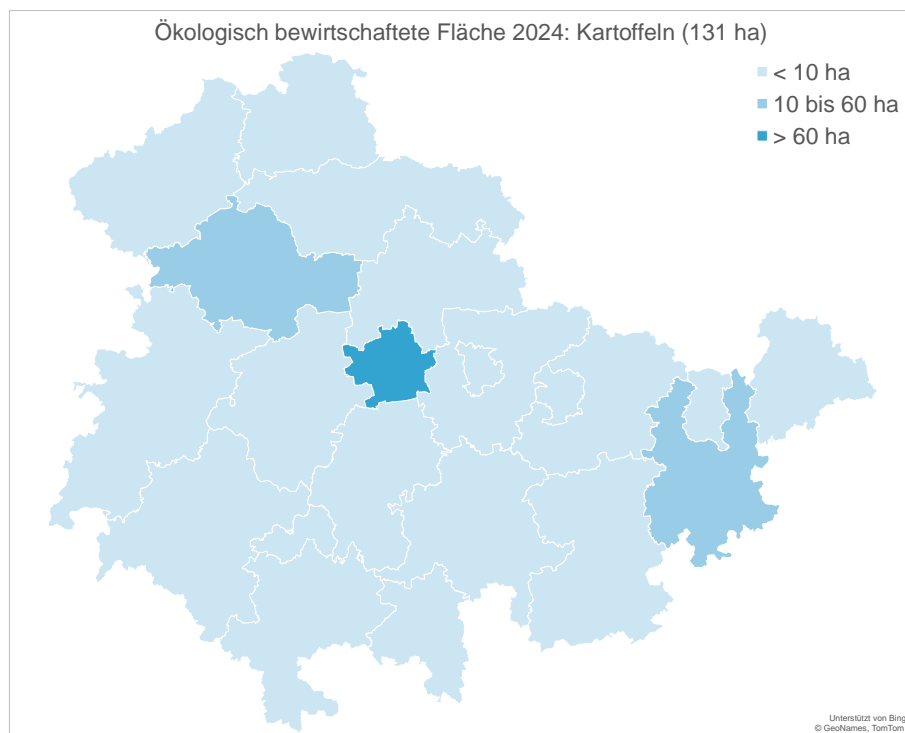 Ökologisch bewirtschaftete Fläche 2024: Kartoffeln (131 ha)
< 10 ha
10 bis 60 ha
> 60 ha
Unterstützt von Bing
© GeoNames, TomTom